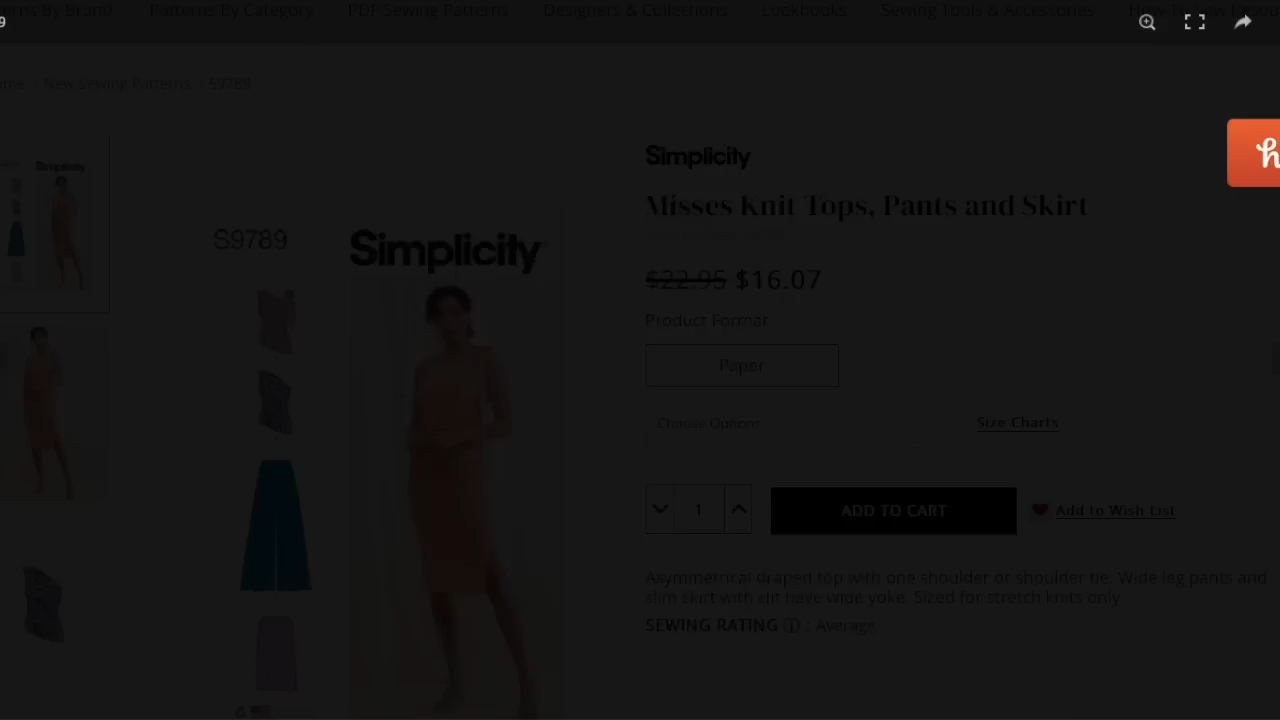 Patterns By Category PDF Sewing Patterns Designers & Collections Lookbooks Sewing Tools & Accessories
9
New Sewing Patterns S9789
Simplicity
Simplicity
Misses Knit Tops, Pants and Skirt
S9789
Simplicity
$22.95 $16.07
Product Format
Paper
Choose Options
Size Charts
1
ADD TO CART
Add to Wish List
Asymmetrical draped top with one shoulder or shoulder tie. Wide leg pants and
slim skirt with slit have wide yoke. Sized for stretch knits only.
SEWING RATING ⓘ : Average
h